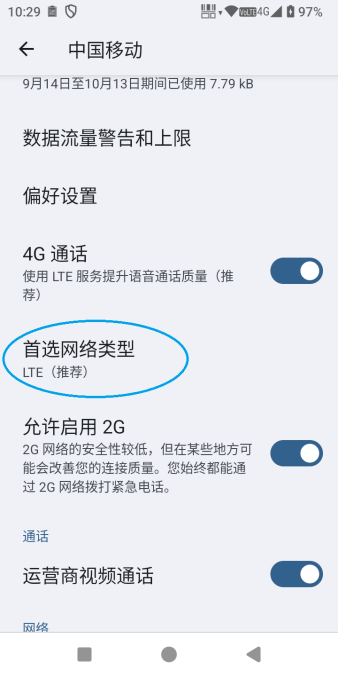 10:29 VoLTE 4G 97%
中国移动
9月14日至10月13日期间已使用 7.79 kB
数据流量警告和上限
偏好设置
4G 通话
使用 LTE 服务提升语音通话质量（推
荐）
首选网络类型
LTE（推荐）
允许启用 2G
2G 网络的安全性较低，但在某些地方可
能会改善您的连接质量。您始终都能通
过 2G 网络拨打紧急电话。
通话
运营商视频通话
网络